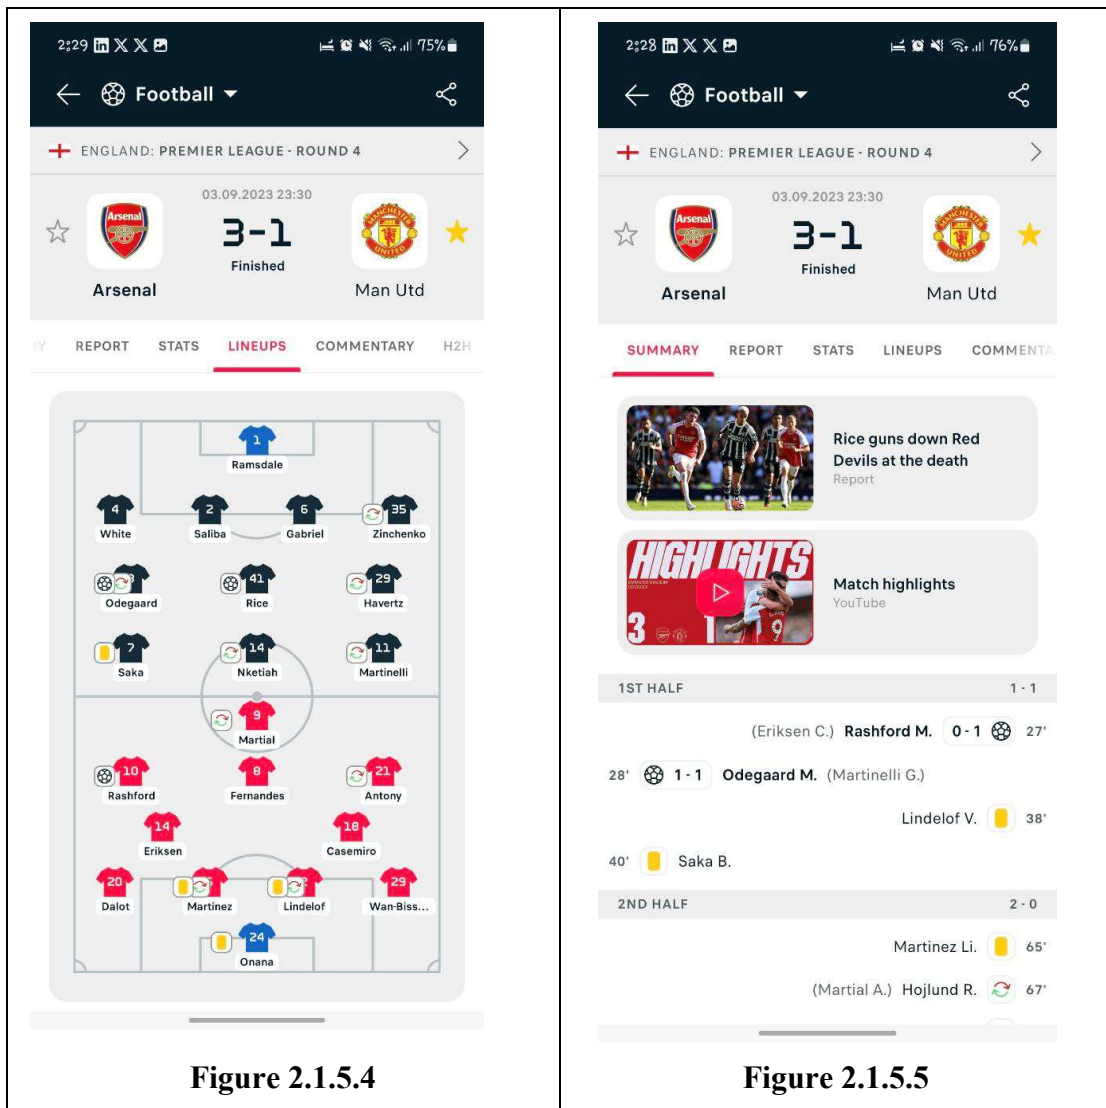 2:29
75%
Football
ENGLAND: PREMIER LEAGUE - ROUND 4
03.09.2023 23:30
Arsenal
3-1
Finished
Arsenal
Man Utd
REPORT STATS LINEUPS COMMENTARY H2H
1
Ramsdale
4 2 6 35
White Saliba Gabriel Zinchenko
41 29
Odegaard Rice Havertz
7 14 11
Saka Nketiah Martinelli
9
Martial
10 8 21
Rashford Fernandes Antony
14 18
Eriksen Casemiro
20 29
Dalot Martinez Lindelof Wan-Biss...
24
Onana
Figure 2.1.5.4
2:28
76%
Football
ENGLAND: PREMIER LEAGUE - ROUND 4
03.09.2023 23:30
Arsenal
MANCHESTER
UNITED
3-1
Finished
Arsenal
Man Utd
SUMMARY REPORT STATS LINEUPS COMMENTA
Rice guns down Red
Devils at the death
Report
HIGHLIGHTS
3 1
9
Match highlights
YouTube
1ST HALF 1 - 1
(Eriksen C.) Rashford M. 0 - 1 27'
28' 1 - 1 Odegaard M. (Martinelli G.)
Lindelof V. 38'
40' Saka B.
2ND HALF 2 - 0
Martinez Li. 65'
(Martial A.) Hojlund R. 67'
Figure 2.1.5.5